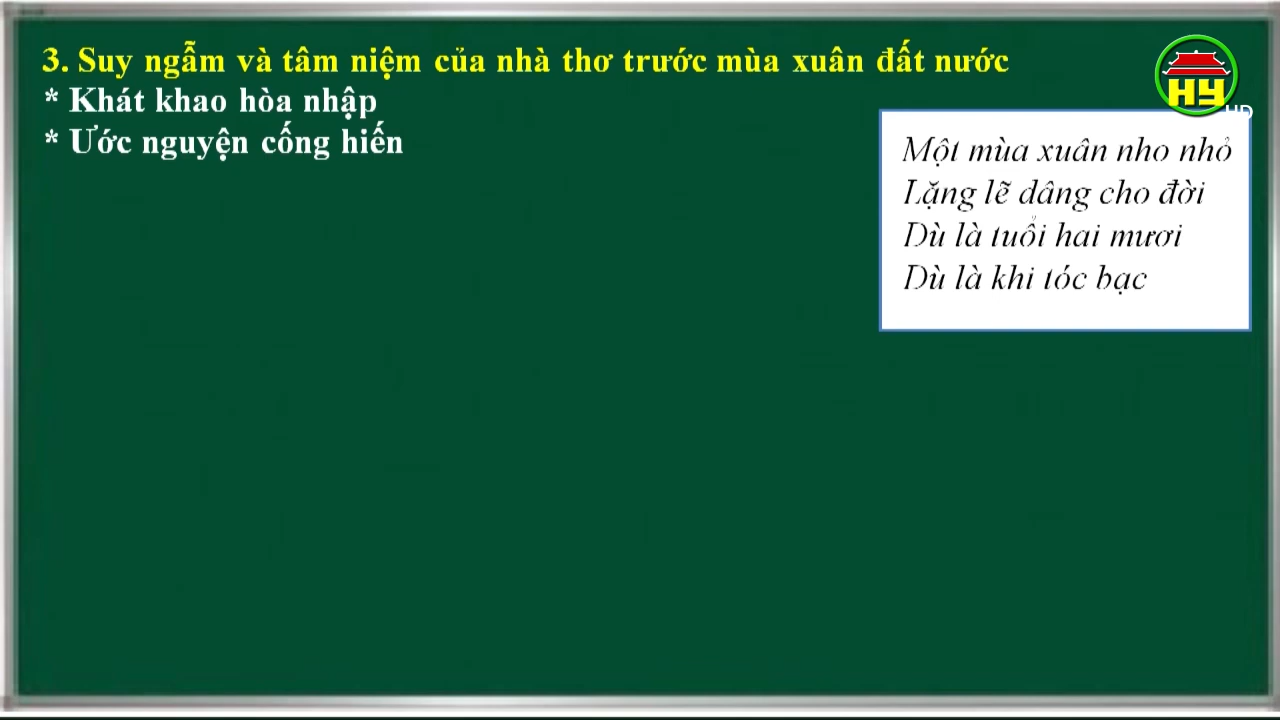 3. Suy ngẫm và tâm niệm của nhà thơ trước mùa xuân đất nước
* Khát khao hòa nhập
* Ước nguyện cống hiến
HY
HD
Một mùa xuân nho nhỏ
Lặng lẽ dâng cho đời
Dù là tuổi hai mươi
Dù là khi tóc bạc